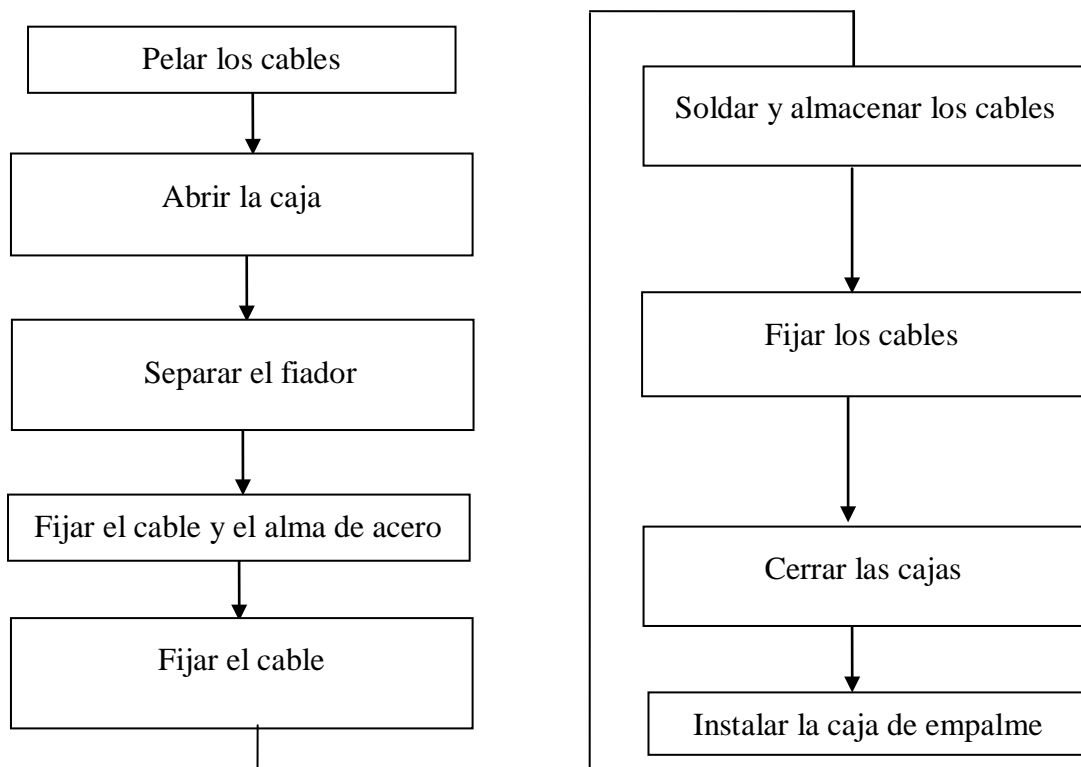 Pelar los cables
Abrir la caja
Separar el fiador
Fijar el cable y el alma de acero
Fijar el cable
Soldar y almacenar los cables
Fijar los cables
Cerrar las cajas
Instalar la caja de empalme